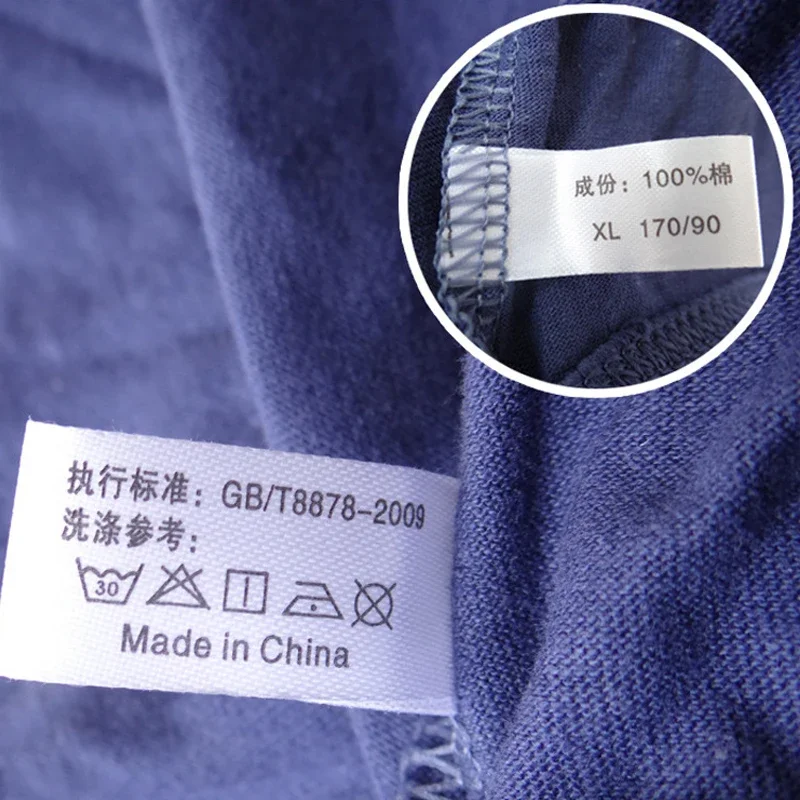 成份：100%棉
XL 170/90
执行标准：GB/T8878-2009
洗涤参考：
30
Made in China